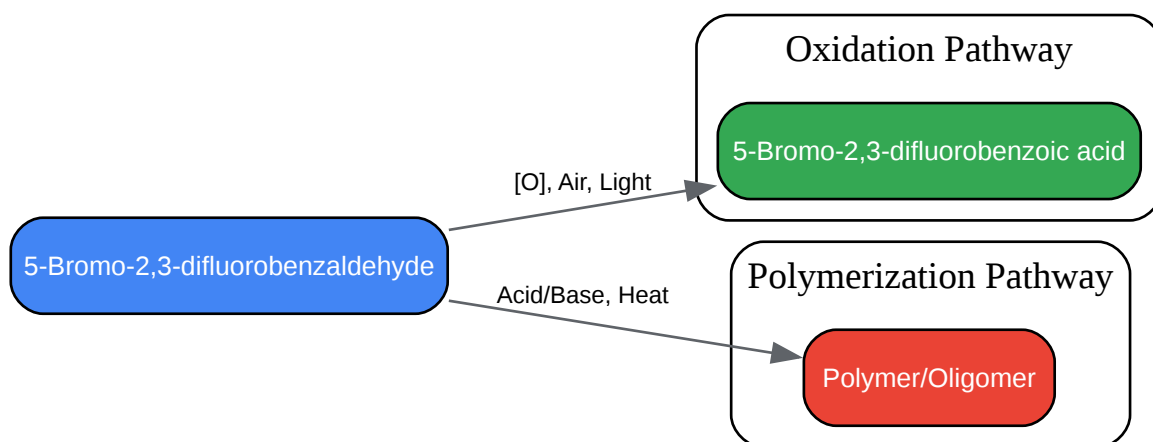 Oxidation Pathway
5-Bromo-2,3-difluorobenzoic acid
[O], Air, Light
5-Bromo-2,3-difluorobenzaldehyde
Acid/Base, Heat
Polymerization Pathway
Polymer/Oligomer